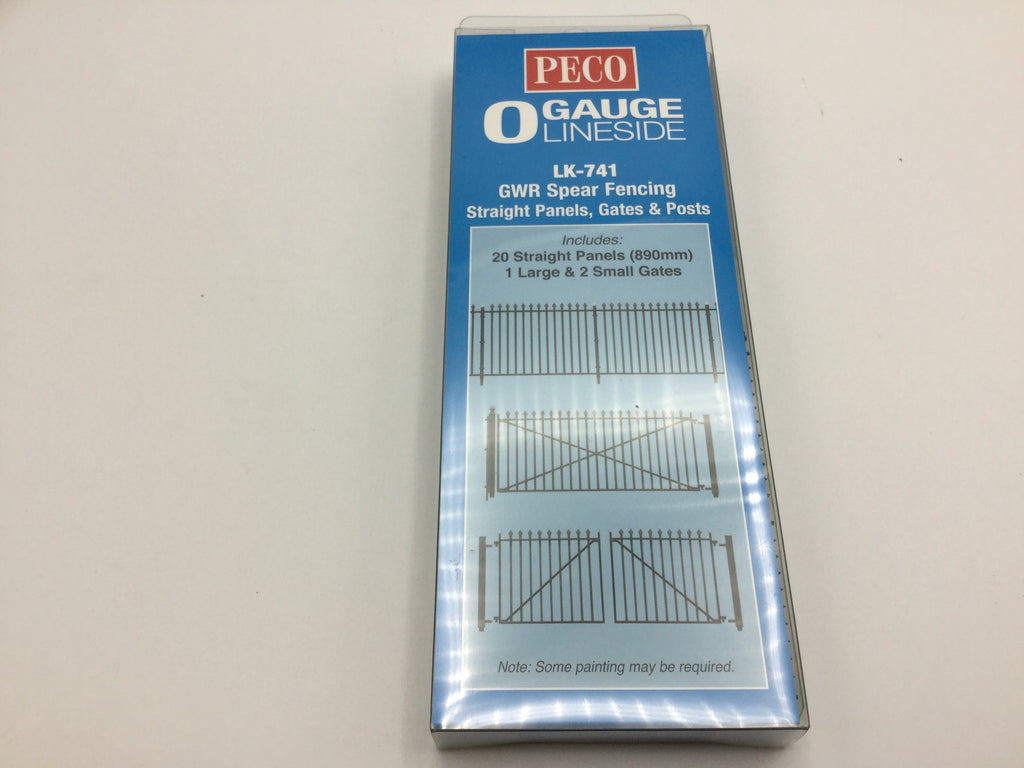 PECO
O GAUGE
LINESIDE
LK-741
GWR Spear Fencing
Straight Panels, Gates & Posts
Includes:
20 Straight Panels (890mm)
1 Large & 2 Small Gates
Note: Some painting may be required.